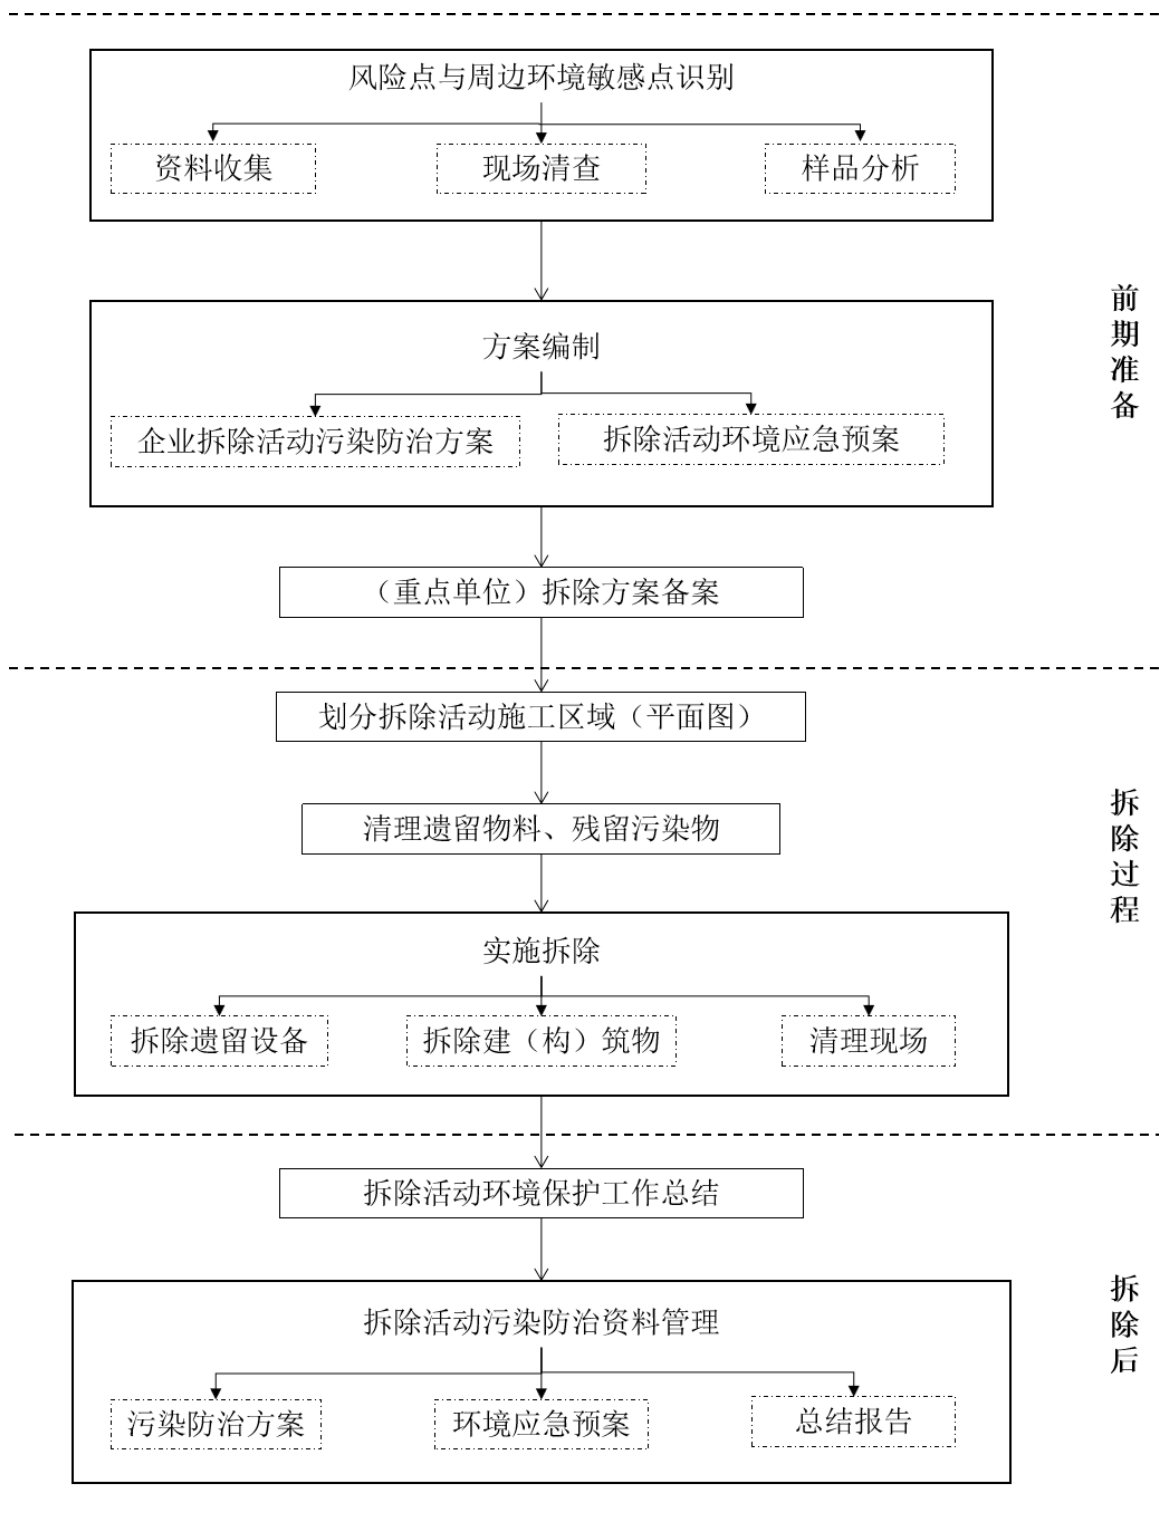 风险点与周边环境敏感点识别
资料收集
现场清查
样品分析
前期准备
方案编制
企业拆除活动污染防治方案
拆除活动环境应急预案
（重点单位）拆除方案备案
划分拆除活动施工区域（平面图）
清理遗留物料、残留污染物
拆除过程
实施拆除
拆除遗留设备
拆除建（构）筑物
清理现场
拆除活动环境保护工作总结
拆除后
拆除活动污染防治资料管理
污染防治方案
环境应急预案
总结报告